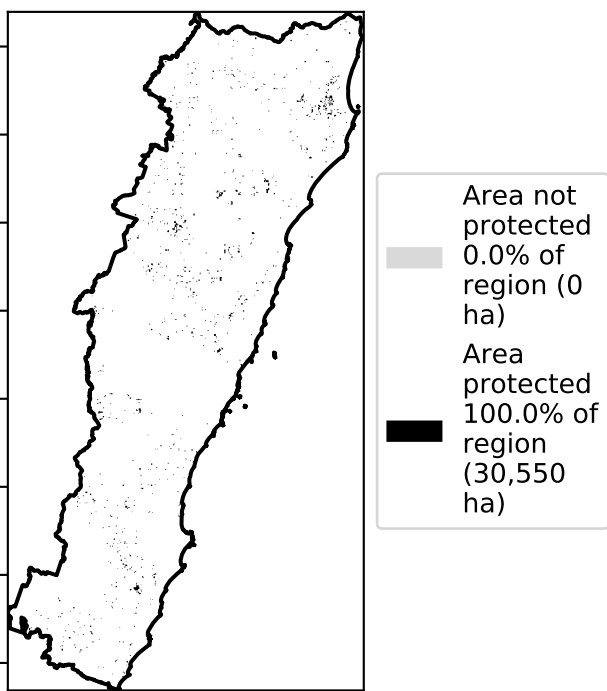 Area not
protected
0.0% of
region (0
ha)
Area
protected
100.0% of
region
(30,550
ha)